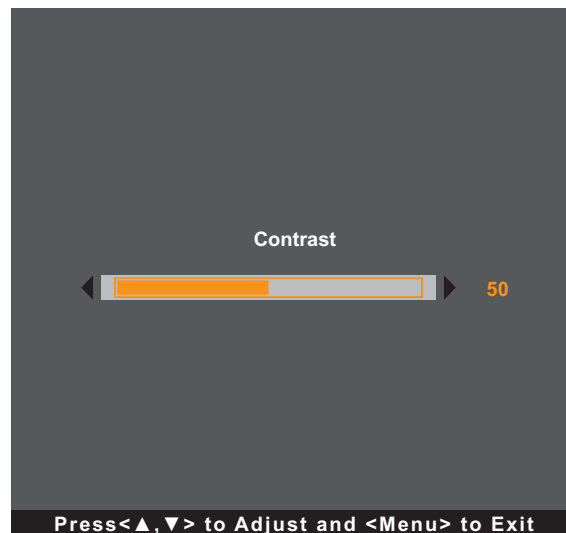 Contrast
50
Press<▲,▼> to Adjust and <Menu> to Exit